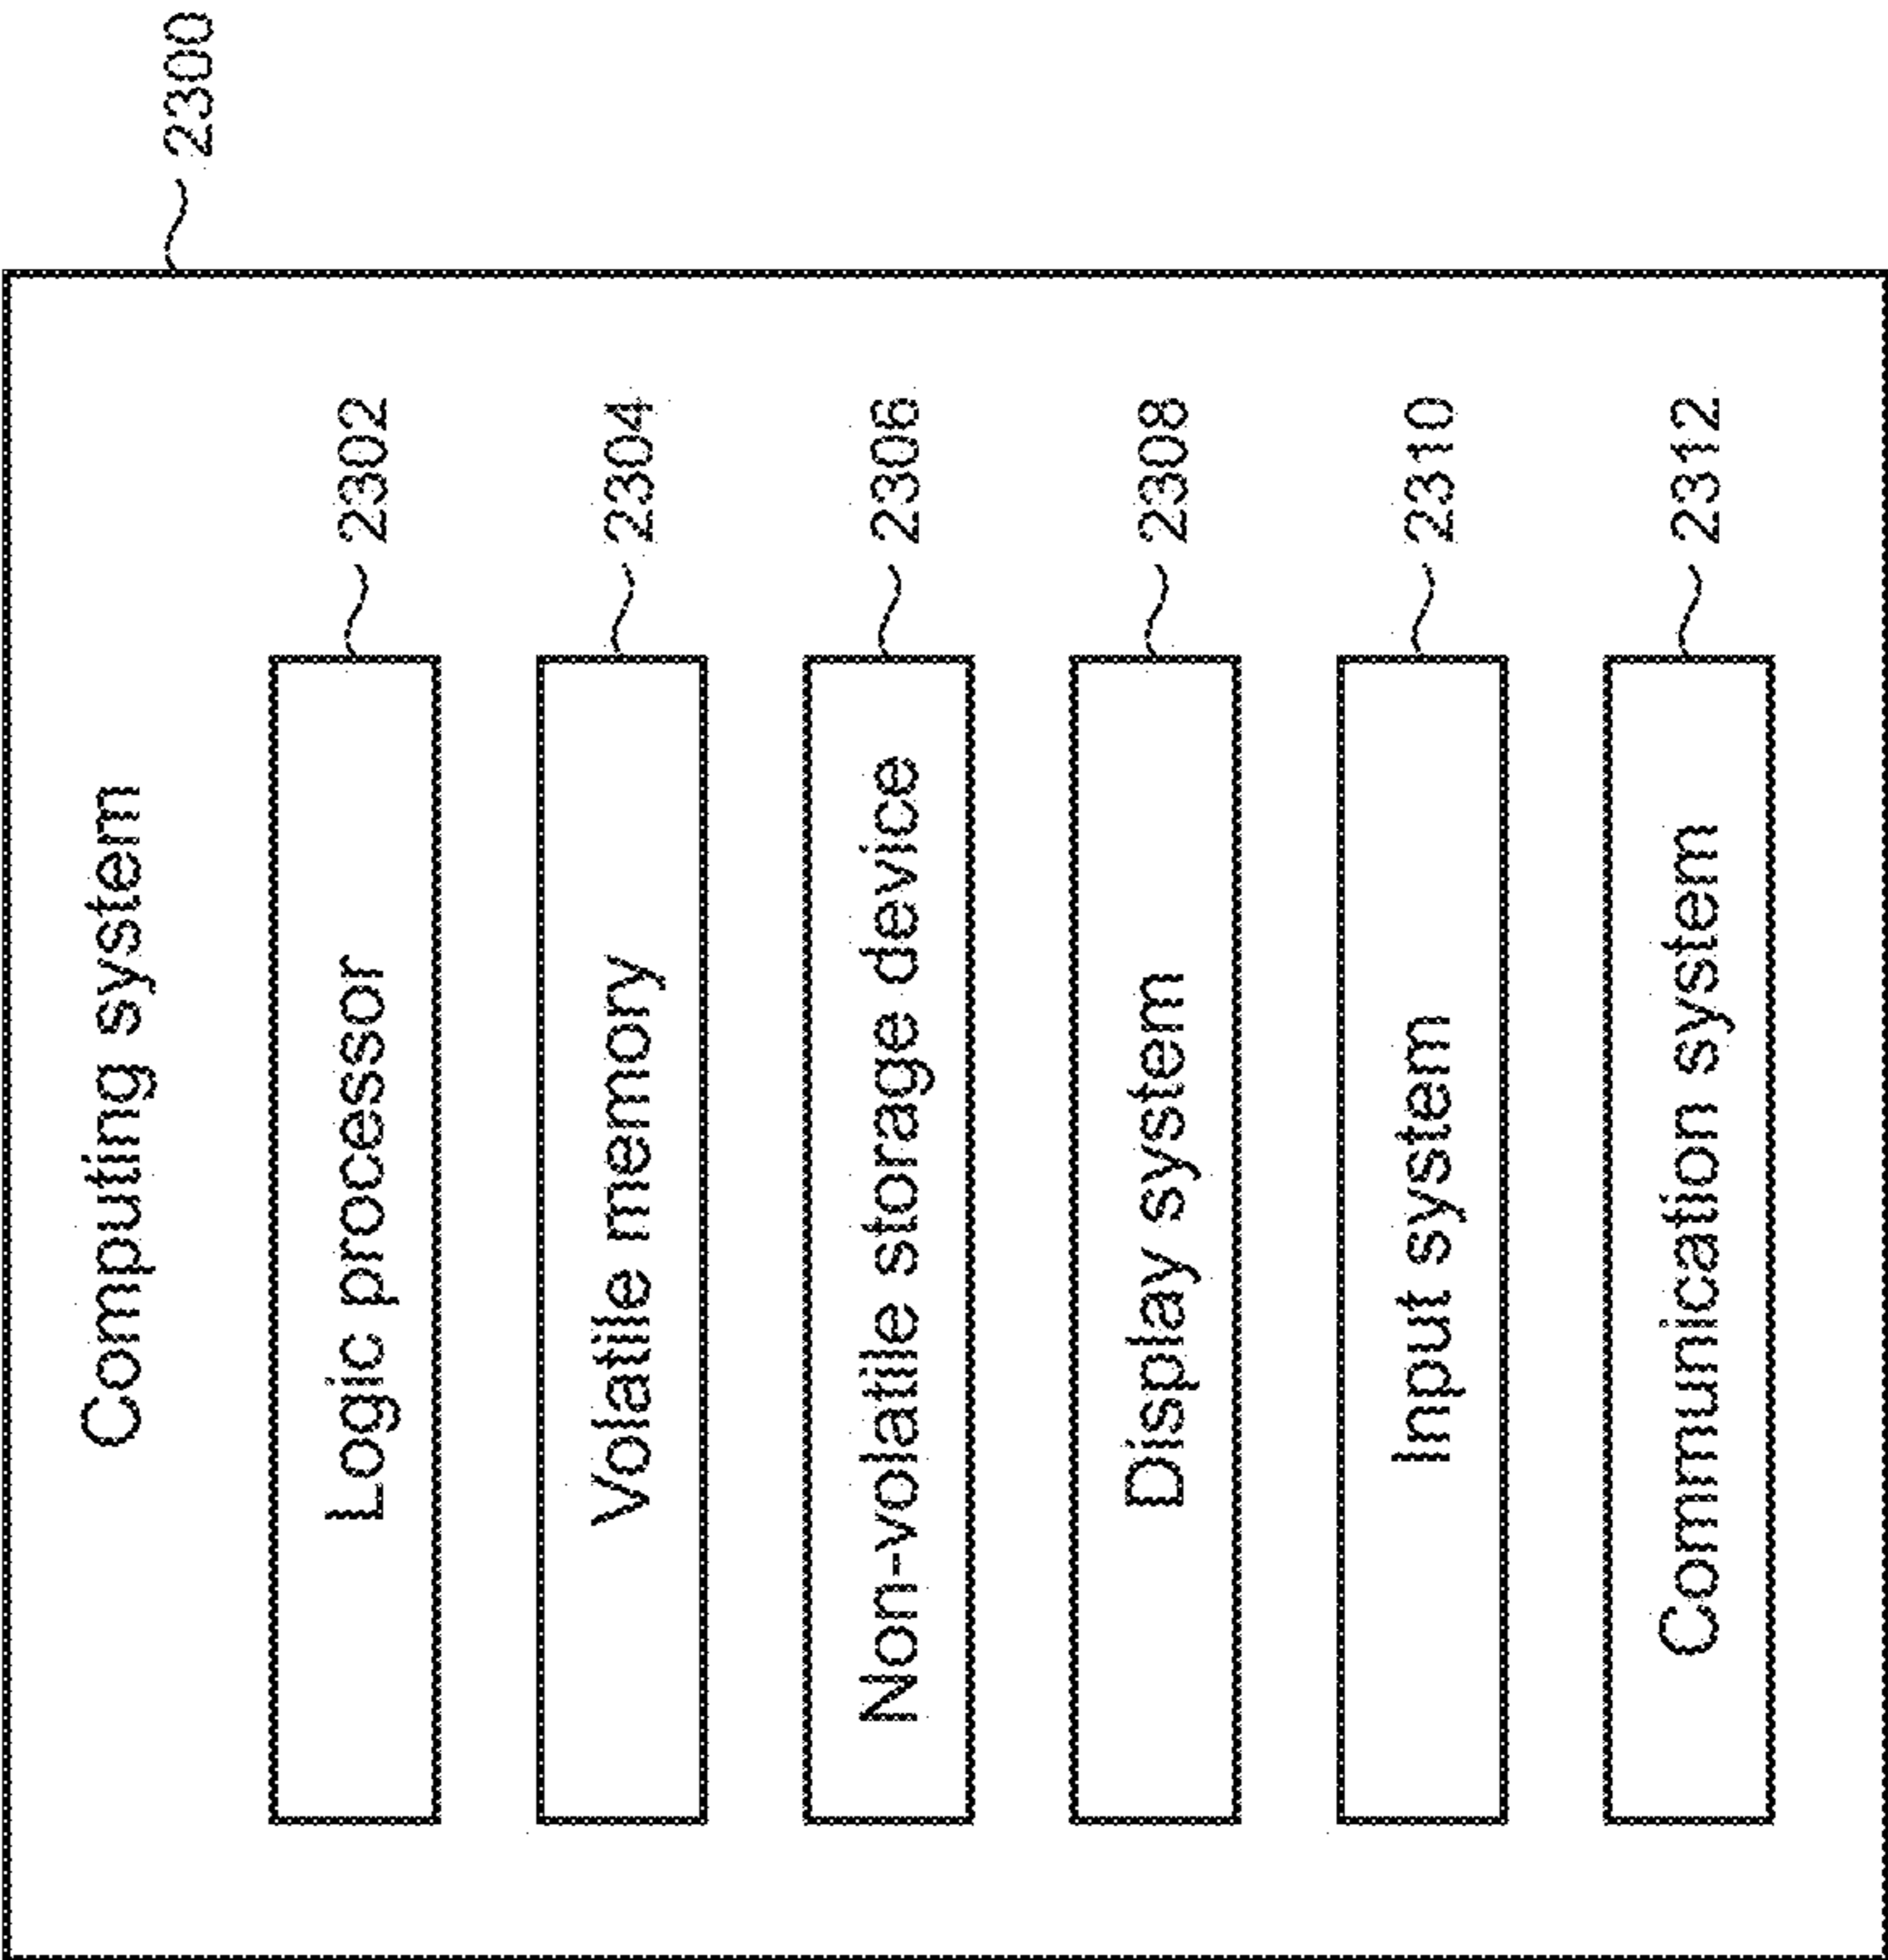 2300
Computing system
Logic processor 2302
Volatile memory 2304
Non-volatile storage device 2306
Display system 2308
Input system 2310
Communication system 2312